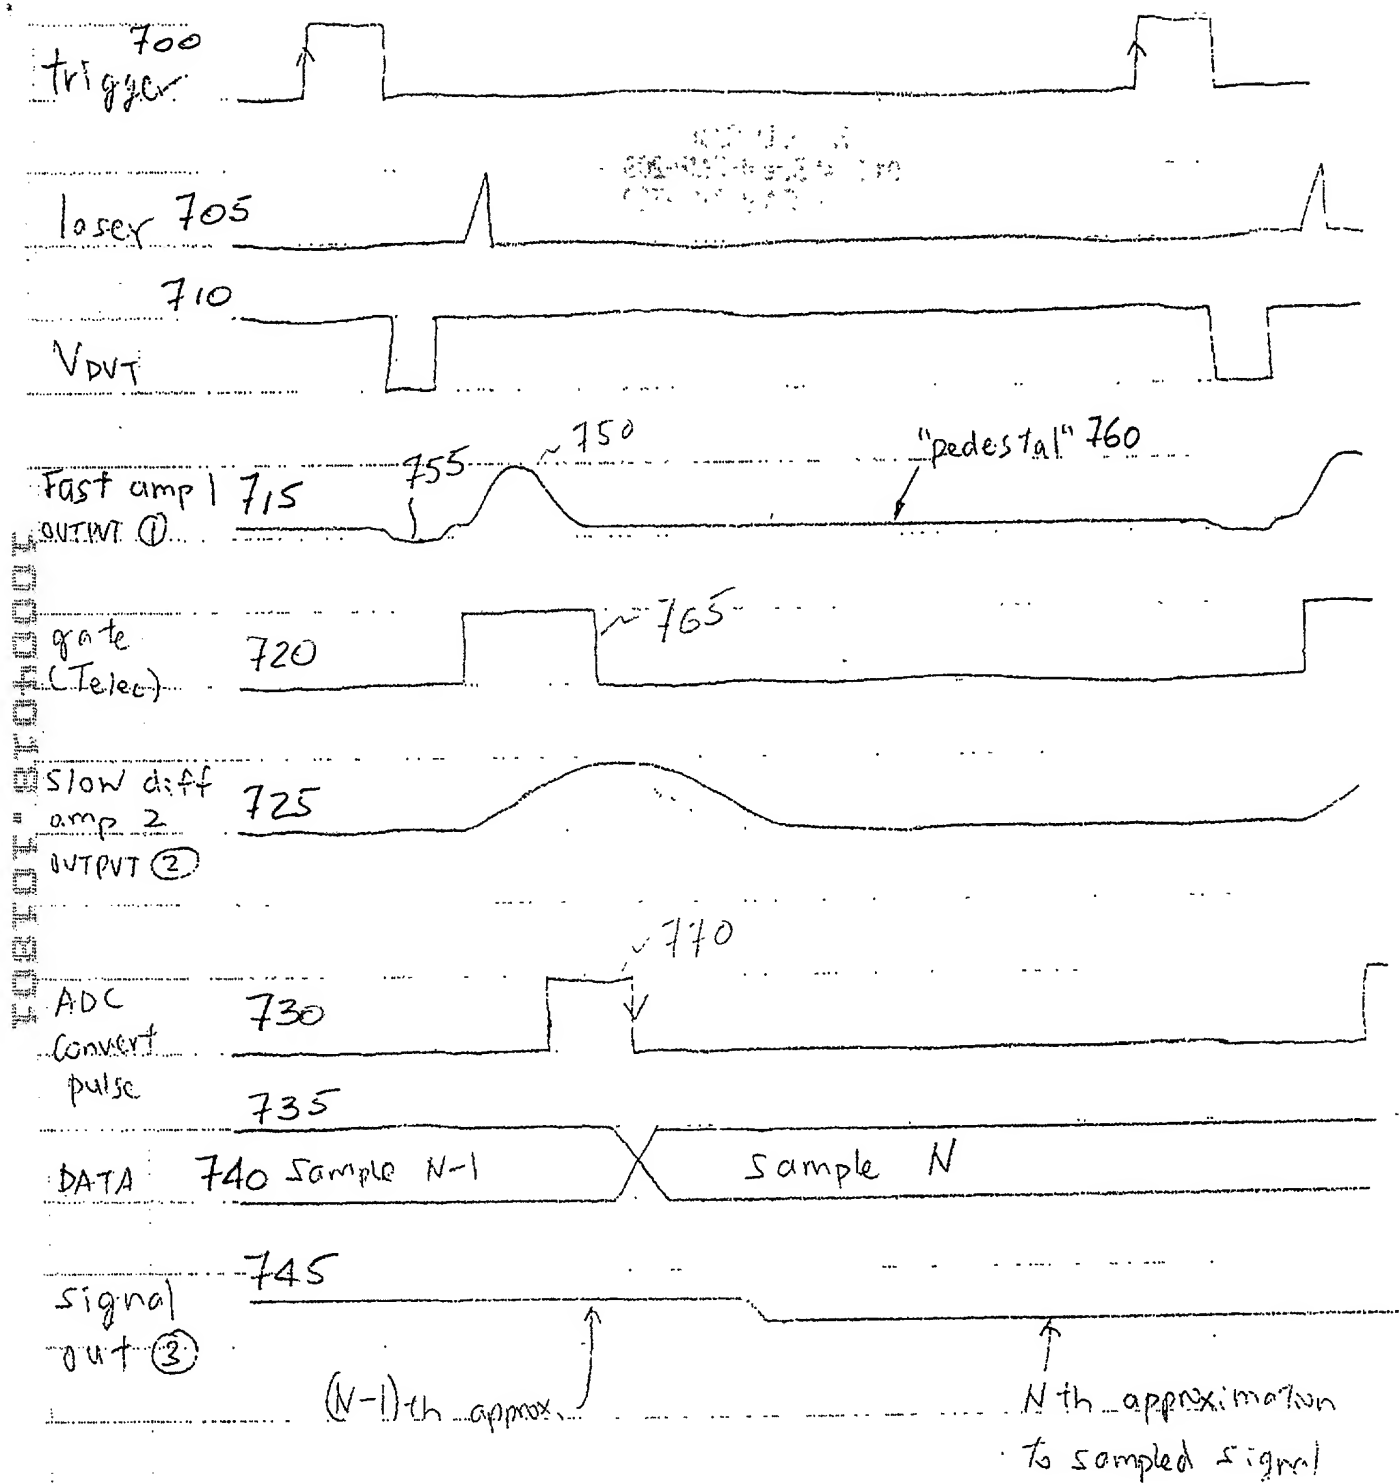 700
trigger
laser 705
710
VDVT
"pedestal" 760
750
755
Fast amp 1 715
OUTPUT ①
765
gate
(Telec)
720
slow diff
amp 2
OUTPUT ②
725
770
ADC
Convert
pulse
730
735
DATA 740 Sample N-1 Sample N
745
signal
out ③
(N-1)-th approx.
N th approximation
to sampled signal